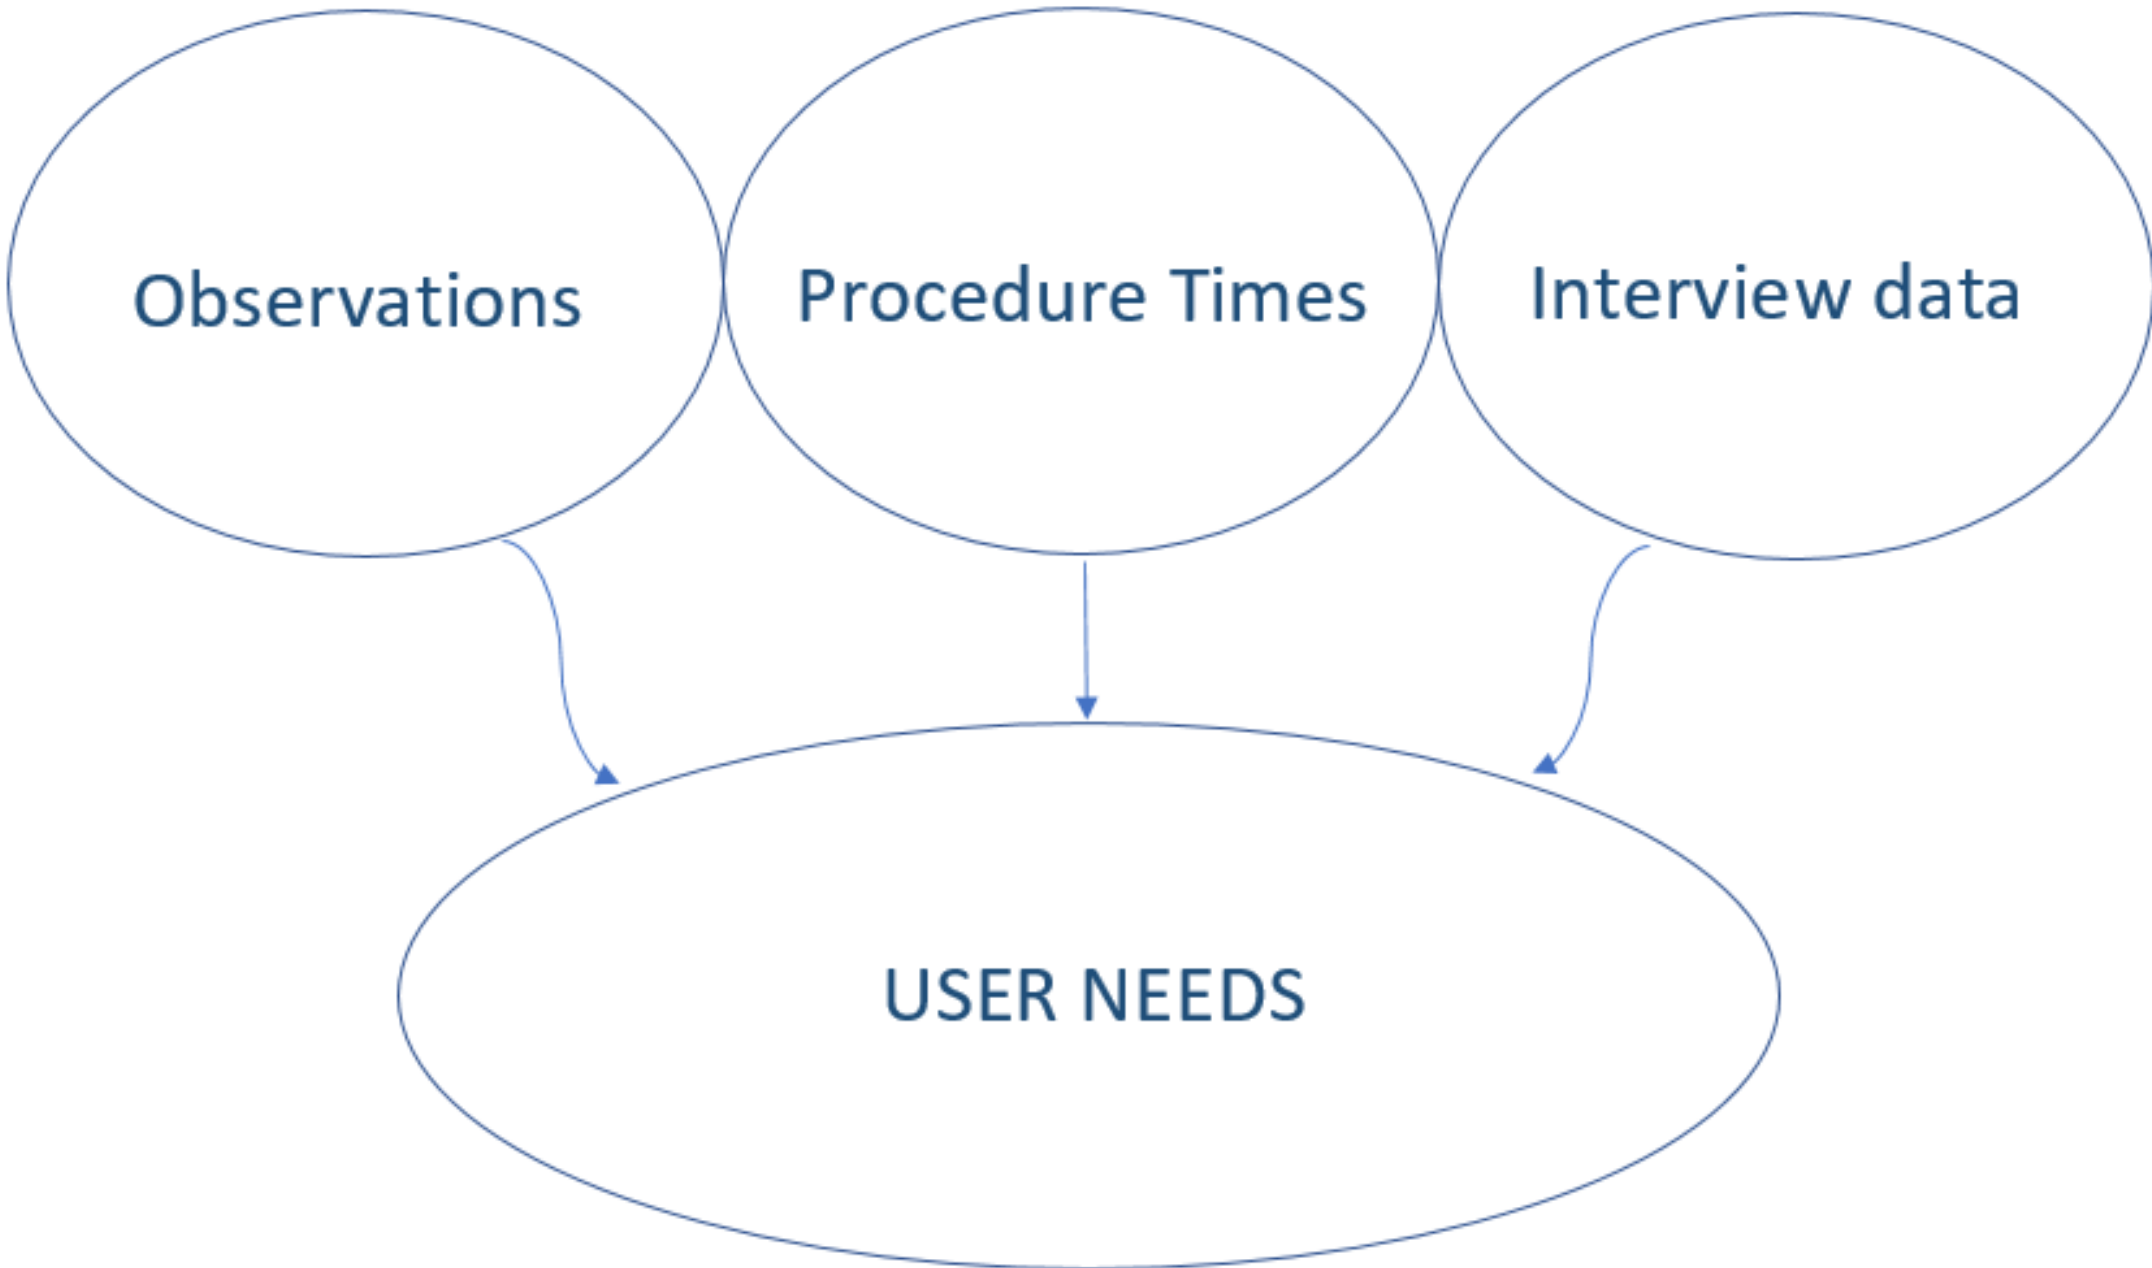 Observations
Procedure Times
Interview data
USER NEEDS